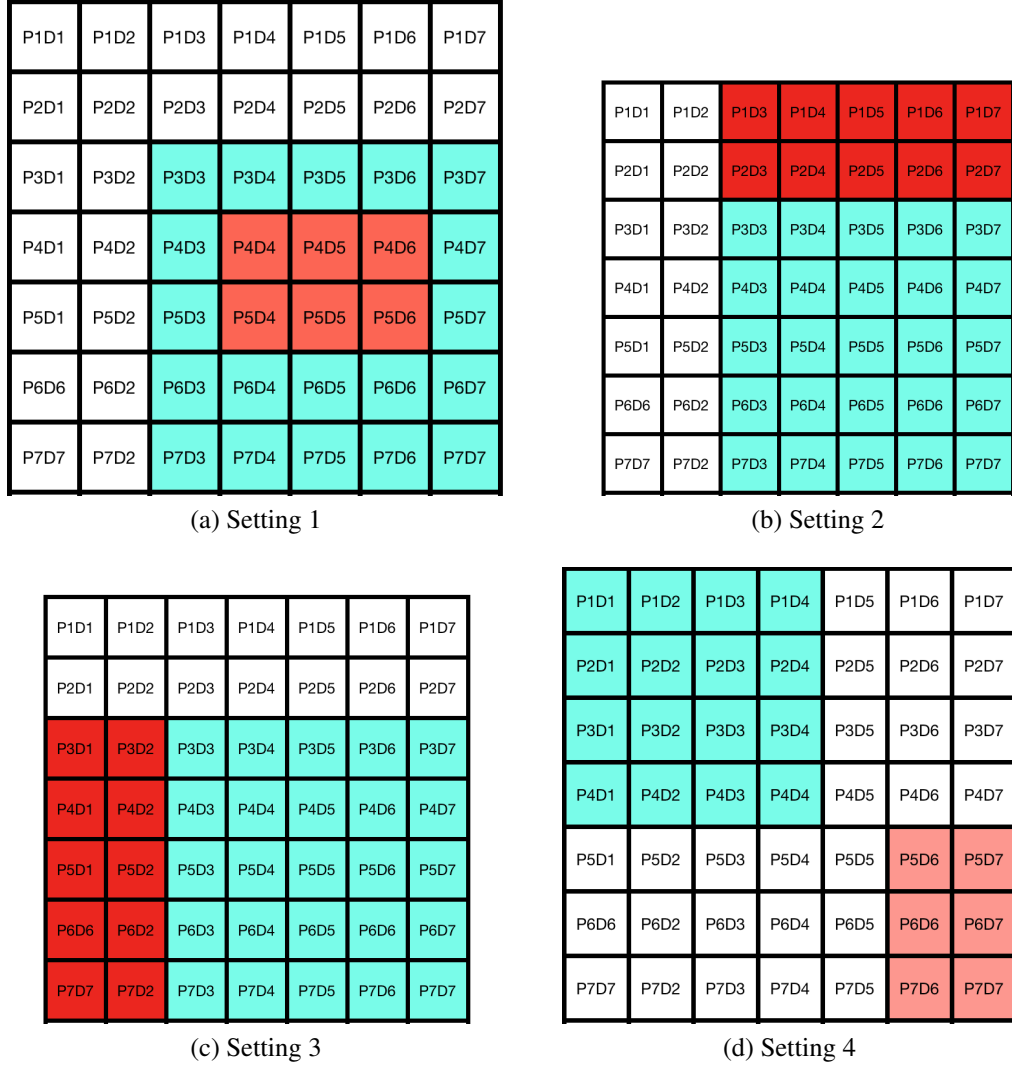 P1D1 P1D2 P1D3 P1D4 P1D5 P1D6 P1D7
P2D1 P2D2 P2D3 P2D4 P2D5 P2D6 P2D7
P3D1 P3D2 P3D3 P3D4 P3D5 P3D6 P3D7
P4D1 P4D2 P4D3 P4D4 P4D5 P4D6 P4D7
P5D1 P5D2 P5D3 P5D4 P5D5 P5D6 P5D7
P6D6 P6D2 P6D3 P6D4 P6D5 P6D6 P6D7
P7D7 P7D2 P7D3 P7D4 P7D5 P7D6 P7D7
(a) Setting 1
P1D1 P1D2 P1D3 P1D4 P1D5 P1D6 P1D7
P2D1 P2D2 P2D3 P2D4 P2D5 P2D6 P2D7
P3D1 P3D2 P3D3 P3D4 P3D5 P3D6 P3D7
P4D1 P4D2 P4D3 P4D4 P4D5 P4D6 P4D7
P5D1 P5D2 P5D3 P5D4 P5D5 P5D6 P5D7
P6D6 P6D2 P6D3 P6D4 P6D5 P6D6 P6D7
P7D7 P7D2 P7D3 P7D4 P7D5 P7D6 P7D7
(b) Setting 2
P1D1 P1D2 P1D3 P1D4 P1D5 P1D6 P1D7
P2D1 P2D2 P2D3 P2D4 P2D5 P2D6 P2D7
P3D1 P3D2 P3D3 P3D4 P3D5 P3D6 P3D7
P4D1 P4D2 P4D3 P4D4 P4D5 P4D6 P4D7
P5D1 P5D2 P5D3 P5D4 P5D5 P5D6 P5D7
P6D6 P6D2 P6D3 P6D4 P6D5 P6D6 P6D7
P7D7 P7D2 P7D3 P7D4 P7D5 P7D6 P7D7
(c) Setting 3
P1D1 P1D2 P1D3 P1D4 P1D5 P1D6 P1D7
P2D1 P2D2 P2D3 P2D4 P2D5 P2D6 P2D7
P3D1 P3D2 P3D3 P3D4 P3D5 P3D6 P3D7
P4D1 P4D2 P4D3 P4D4 P4D5 P4D6 P4D7
P5D1 P5D2 P5D3 P5D4 P5D5 P5D6 P5D7
P6D6 P6D2 P6D3 P6D4 P6D5 P6D6 P6D7
P7D7 P7D2 P7D3 P7D4 P7D5 P7D6 P7D7
(d) Setting 4